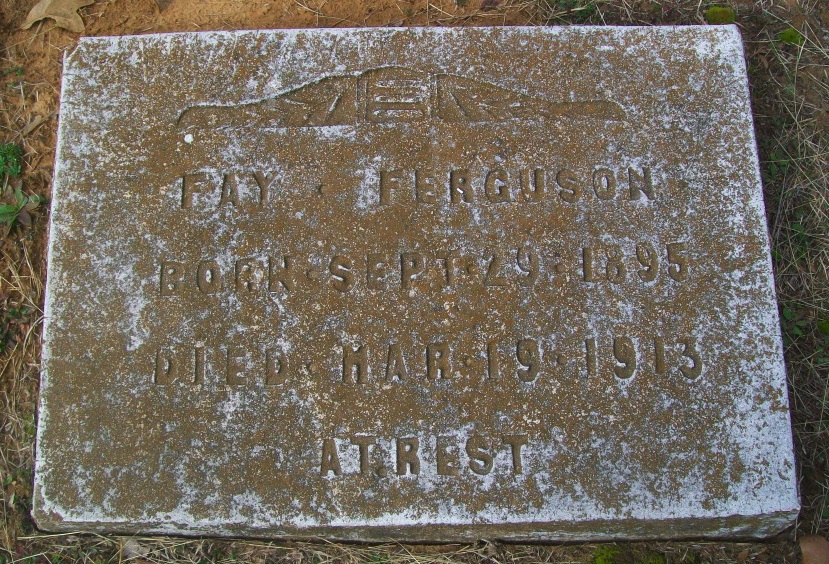 FAY · FERGUSON
BORN · SEPT · 29 · 1895
DIED · MAR · 19 · 1913
AT . REST